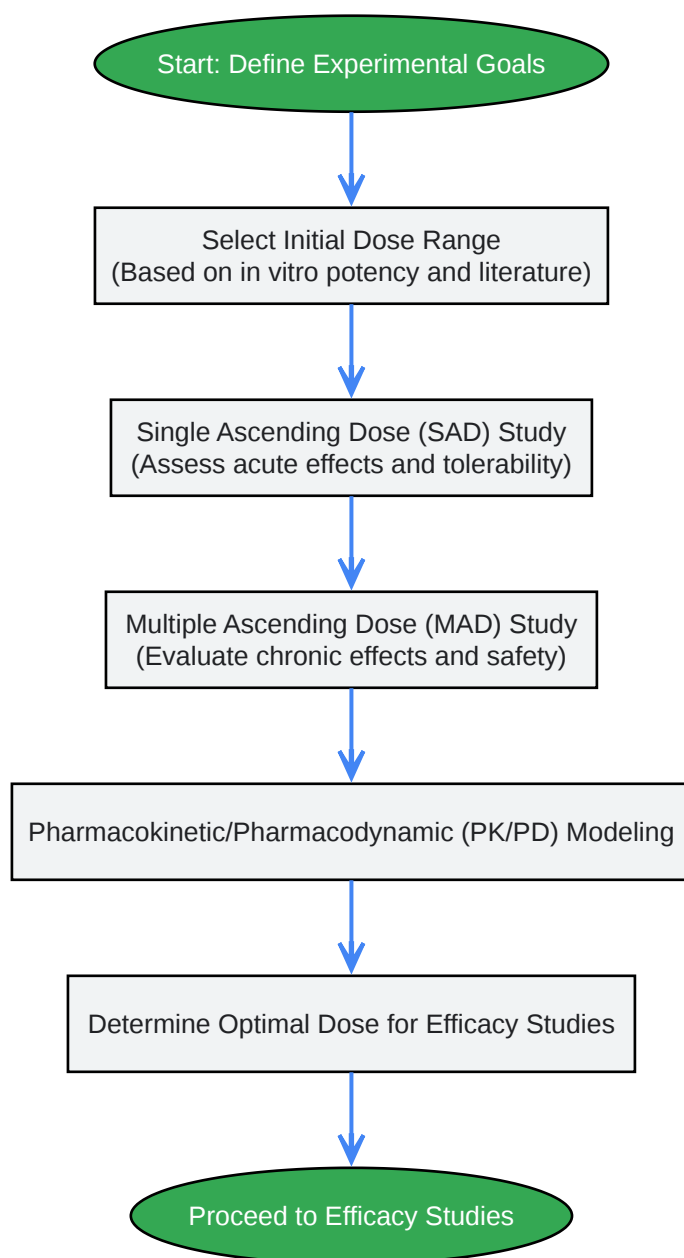 Start: Define Experimental Goals
Select Initial Dose Range
(Based on in vitro potency and literature)
Single Ascending Dose (SAD) Study
(Assess acute effects and tolerability)
Multiple Ascending Dose (MAD) Study
(Evaluate chronic effects and safety)
Pharmacokinetic/Pharmacodynamic (PK/PD) Modeling
Determine Optimal Dose for Efficacy Studies
Proceed to Efficacy Studies